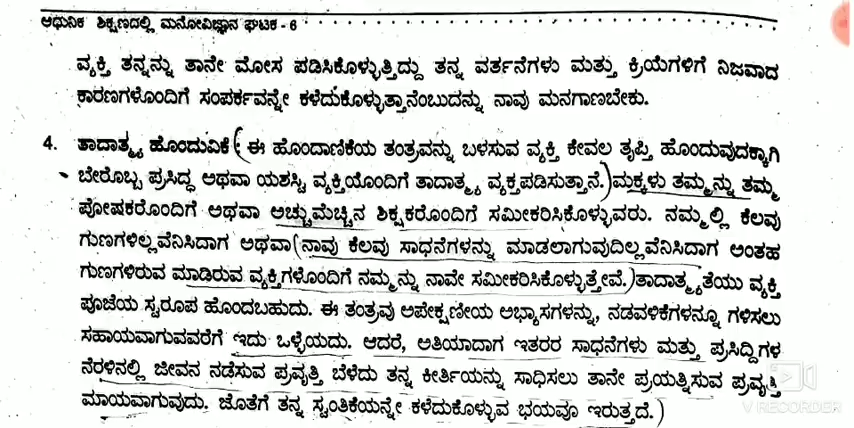 ಆಧುನಿಕ ಶಿಕ್ಷಣದಲ್ಲಿ ಮನೋವಿಜ್ಞಾನ ಘಟಕ - 6
ವ್ಯಕ್ತಿ ತನ್ನನ್ನು ತಾನೇ ಮೋಸ ಪಡಿಸಿಕೊಳ್ಳುತ್ತಿದ್ದು ತನ್ನ ವರ್ತನೆಗಳು ಮತ್ತು ಕ್ರಿಯೆಗಳಿಗೆ ನಿಜವಾದ
ಕಾರಣಗಳೊಂದಿಗೆ ಸಂಪರ್ಕವನ್ನೇ ಕಳೆದುಕೊಳ್ಳುತ್ತಾನೆಂಬುದನ್ನು ನಾವು ಮನಗಾಣಬೇಕು.
4. ತಾದಾತ್ಮ್ಯ ಹೊಂದುವಿಕೆ : ಈ ಹೊಂದಾಣಿಕೆಯ ತಂತ್ರವನ್ನು ಬಳಸುವ ವ್ಯಕ್ತಿ ಕೇವಲ ತೃಪ್ತಿ ಹೊಂದುವುದಕ್ಕಾಗಿ
ಬೇರೊಬ್ಬ ಪ್ರಸಿದ್ಧ ಅಥವಾ ಯಶಸ್ವಿ ವ್ಯಕ್ತಿಯೊಂದಿಗೆ ತಾದಾತ್ಮ್ಯ ವ್ಯಕ್ತಪಡಿಸುತ್ತಾನೆ. ಮಕ್ಕಳು ತಮ್ಮನ್ನು ತಮ್ಮ
ಪೋಷಕರೊಂದಿಗೆ ಅಥವಾ ಅಚ್ಚುಮೆಚ್ಚಿನ ಶಿಕ್ಷಕರೊಂದಿಗೆ ಸಮೀಕರಿಸಿಕೊಳ್ಳುವರು. ನಮ್ಮಲ್ಲಿ ಕೆಲವು
ಗುಣಗಳಿಲ್ಲವೆನಿಸಿದಾಗ ಅಥವಾ ನಾವು ಕೆಲವು ಸಾಧನೆಗಳನ್ನು ಮಾಡಲಾಗುವುದಿಲ್ಲವೆನಿಸಿದಾಗ ಅಂತಹ
ಗುಣಗಳಿರುವ ಮಾಡಿರುವ ವ್ಯಕ್ತಿಗಳೊಂದಿಗೆ ನಮ್ಮನ್ನು ನಾವೇ ಸಮೀಕರಿಸಿಕೊಳ್ಳುತ್ತೇವೆ. ತಾದಾತ್ಮ್ಯತೆಯು ವ್ಯಕ್ತಿ
ಪೂಜೆಯ ಸ್ವರೂಪ ಹೊಂದಬಹುದು. ಈ ತಂತ್ರವು ಅಪೇಕ್ಷಣೀಯ ಅಭ್ಯಾಸಗಳನ್ನು, ನಡವಳಿಕೆಗಳನ್ನೂ ಗಳಿಸಲು
ಸಹಾಯವಾಗುವವರೆಗೆ ಇದು ಒಳ್ಳೆಯದು. ಆದರೆ, ಅತಿಯಾದಾಗ ಇತರರ ಸಾಧನೆಗಳು ಮತ್ತು ಪ್ರಸಿದ್ದಿಗಳ
ನೆರಳಿನಲ್ಲಿ ಜೀವನ ನಡೆಸುವ ಪ್ರವೃತ್ತಿ ಬೆಳೆದು ತನ್ನ ಕೀರ್ತಿಯನ್ನು ಸಾಧಿಸಲು ತಾನೇ ಪ್ರಯತ್ನಿಸುವ ಪ್ರವೃತ್ತಿ
ಮಾಯವಾಗುವುದು. ಜೊತೆಗೆ ತನ್ನ ಸ್ವಂತಿಕೆಯನ್ನೇ ಕಳೆದುಕೊಳ್ಳುವ ಭಯವೂ ಇರುತ್ತದೆ.
V RECORDER